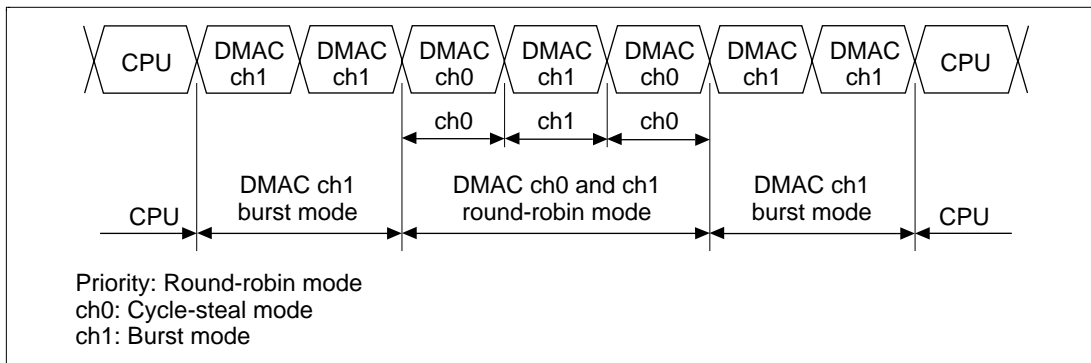 CPU DMAC ch1 DMAC ch1 DMAC ch0 DMAC ch1 DMAC ch0 DMAC ch1 DMAC ch1 CPU
ch0 ch1 ch0
DMAC ch1
burst mode
DMAC ch0 and ch1
round-robin mode
DMAC ch1
burst mode
CPU
CPU
Priority: Round-robin mode
ch0: Cycle-steal mode
ch1: Burst mode